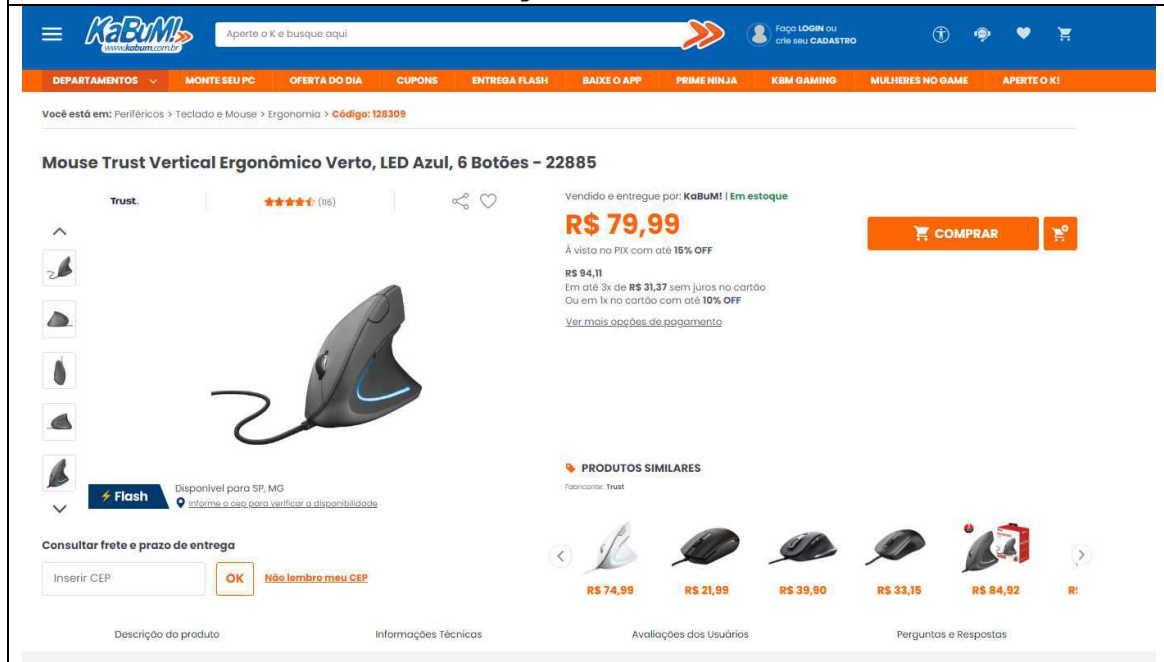 KaBuM!
www.kabum.com.br
Aperte o K e busque aqui
Faça LOGIN ou
crie seu CADASTRO
DEPARTAMENTOS MONTE SEU PC OFERTA DO DIA CUPONS ENTREGA FLASH BAIXE O APP PRIME NINJA KBM GAMING MULHERES NO GAME APERTE O K!
Você está em: Periféricos > Teclado e Mouse > Ergonomia > Código: 128309
Mouse Trust Vertical Ergonômico Verto, LED Azul, 6 Botões - 22885
Trust. (116)
Vendido e entregue por: KaBuM! | Em estoque
R$ 79,99
COMPRAR
À vista no PIX com até 15% OFF
R$ 94,11
Em até 3x de R$ 31,37 sem juros no cartão
Ou em 1x no cartão com até 10% OFF
Ver mais opções de pagamento
Flash
Disponível para SP, MG
Informe o cep para verificar a disponibilidade
PRODUTOS SIMILARES
Fabricante: Trust
Consultar frete e prazo de entrega
Inserir CEP OK Não lembro meu CEP
R$ 74,99 R$ 21,99 R$ 39,90 R$ 33,15 R$ 84,92
Descrição do produto Informações Técnicas Avaliações dos Usuários Perguntas e Respostas